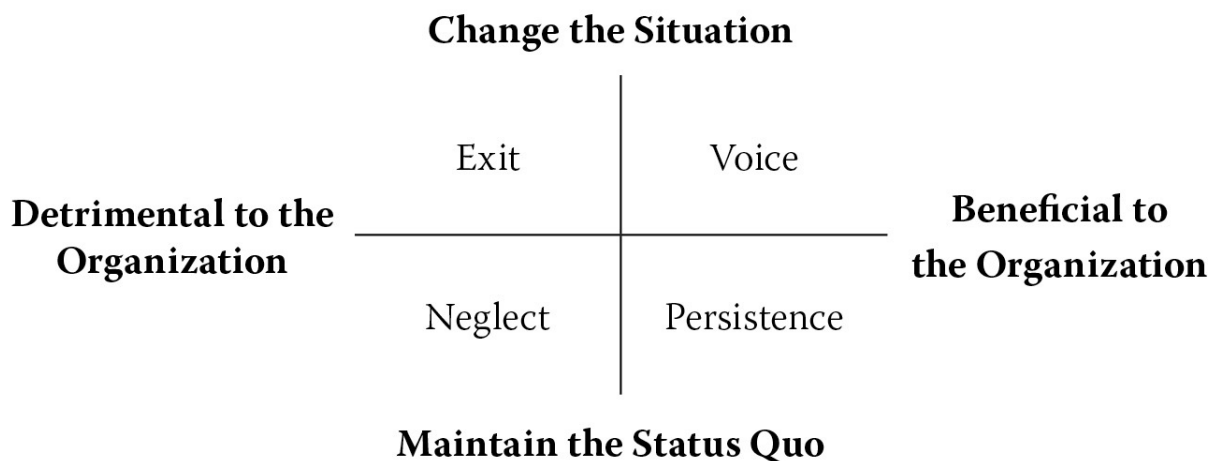 Change the Situation
Exit
Voice
Detrimental to the
Organization
Beneficial to
the Organization
Neglect
Persistence
Maintain the Status Quo